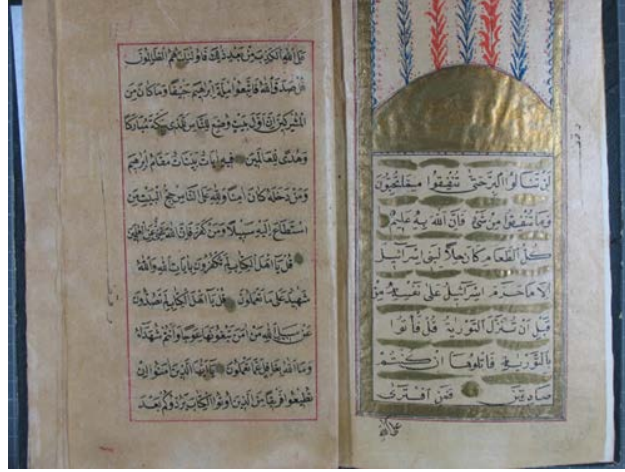 لن تنالوا البر حتى تنفقوا مما تحبون
وما تنفقوا من شئ فان الله به عليم
كل الطعام كان حلا لبنى اسرائيل
الا ما حرم اسرائيل على نفسه من
قبل ان تنزل التورية قل فأتوا
بالتورية فاتلوها ان كنتم
صادقين فمن افترى
على الله
وقف
على الله الكذب من بعد ذلك فاولئك هم الظالمون
قل صدق الله فاتبعوا ملة ابرهيم حنيفا وما كان من
المشركين ان اول بيت وضع للناس للذى ببكة مباركا
وهدى للعالمين فيه ايات بينات مقام ابرهيم
ومن دخله كان امنا ولله على الناس حج البيت من
استطاع اليه سبيلا ومن كفر فان الله غنى عن العالمين
قل يا اهل الكتاب لم تكفرون بايات الله والله
شهيد على ما تعملون قل يا اهل الكتاب لم تصدون
عن سبيل الله من امن تبغونها عوجا وانتم شهداء
وما الله بغافل عما تعملون يا ايها الذين امنوا ان
تطيعوا فريقا من الذين اوتوا الكتاب يردوكم بعد